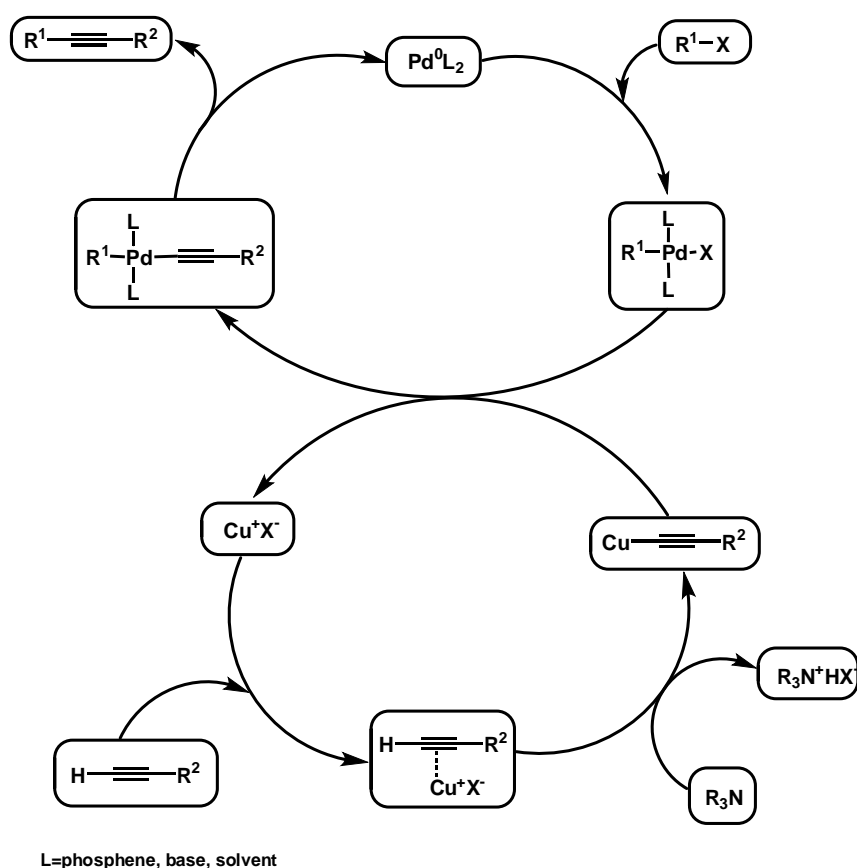 R¹ R²
Pd⁰L₂
R¹–X
L
R¹ Pd R²
L
L
R¹ Pd X
L
Cu⁺X⁻
Cu R²
R₃N⁺HX⁻
H R²
H R²
Cu⁺X⁻
R₃N
L=phosphene, base, solvent